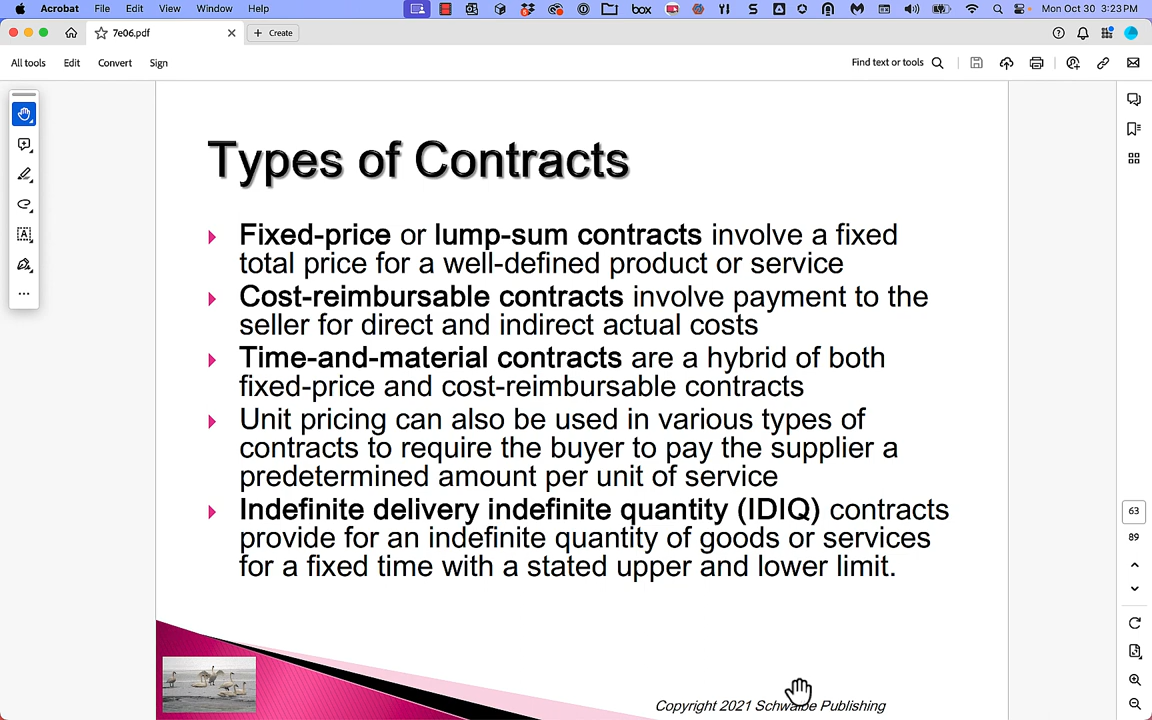 Acrobat File Edit View Window Help box Mon Oct 30 3:23PM
7e06.pdf + Create
All tools Edit Convert Sign Find text or tools
Types of Contracts
Fixed-price or lump-sum contracts involve a fixed
total price for a well-defined product or service
Cost-reimbursable contracts involve payment to the
seller for direct and indirect actual costs
Time-and-material contracts are a hybrid of both
fixed-price and cost-reimbursable contracts
Unit pricing can also be used in various types of
contracts to require the buyer to pay the supplier a
predetermined amount per unit of service
Indefinite delivery indefinite quantity (IDIQ) contracts
provide for an indefinite quantity of goods or services
for a fixed time with a stated upper and lower limit.
63
89
Copyright 2021 Schwalbe Publishing